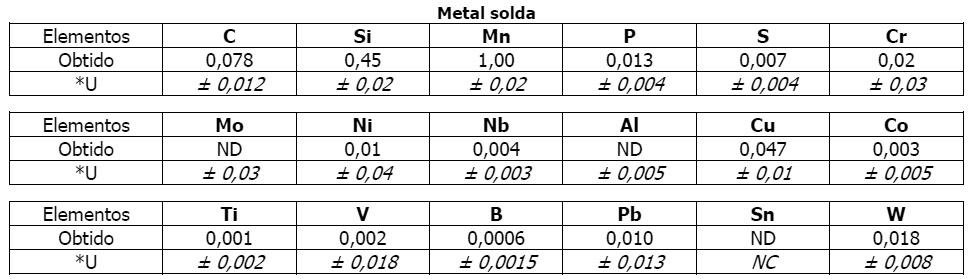 Metal solda
Elementos C Si Mn P S Cr
Obtido 0,078 0,45 1,00 0,013 0,007 0,02
*U ± 0,012 ± 0,02 ± 0,02 ± 0,004 ± 0,004 ± 0,03
Elementos Mo Ni Nb Al Cu Co
Obtido ND 0,01 0,004 ND 0,047 0,003
*U ± 0,03 ± 0,04 ± 0,003 ± 0,005 ± 0,01 ± 0,005
Elementos Ti V B Pb Sn W
Obtido 0,001 0,002 0,0006 0,010 ND 0,018
*U ± 0,002 ± 0,018 ± 0,0015 ± 0,013 NC ± 0,008